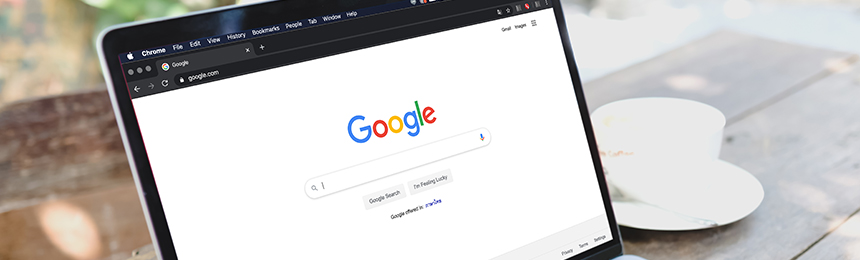 Chrome File Edit View History Bookmarks People Tab Window Help
Google
google.com
Gmail Images
Google
Google Search I'm Feeling Lucky
Google offered in: ภาษาไทย
Privacy Terms Settings